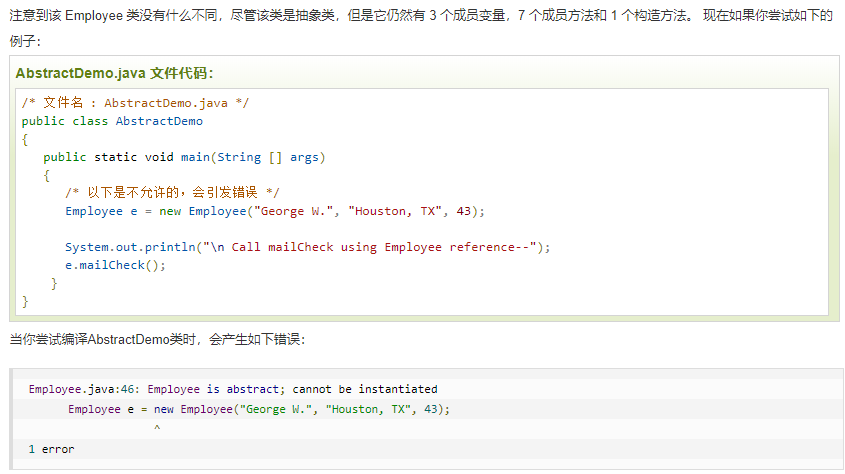 注意到该 Employee 类没有什么不同，尽管该类是抽象类，但是它仍然有 3 个成员变量，7 个成员方法和 1 个构造方法。 现在如果你尝试如下的
例子：
AbstractDemo.java 文件代码：
/* 文件名 : AbstractDemo.java */
public class AbstractDemo
{
   public static void main(String [] args)
   {
      /* 以下是不允许的，会引发错误 */
      Employee e = new Employee("George W.", "Houston, TX", 43);
      System.out.println("\n Call mailCheck using Employee reference--");
      e.mailCheck();
    }
}
当你尝试编译AbstractDemo类时，会产生如下错误：
Employee.java:46: Employee is abstract; cannot be instantiated
      Employee e = new Employee("George W.", "Houston, TX", 43);
                   ^
1 error